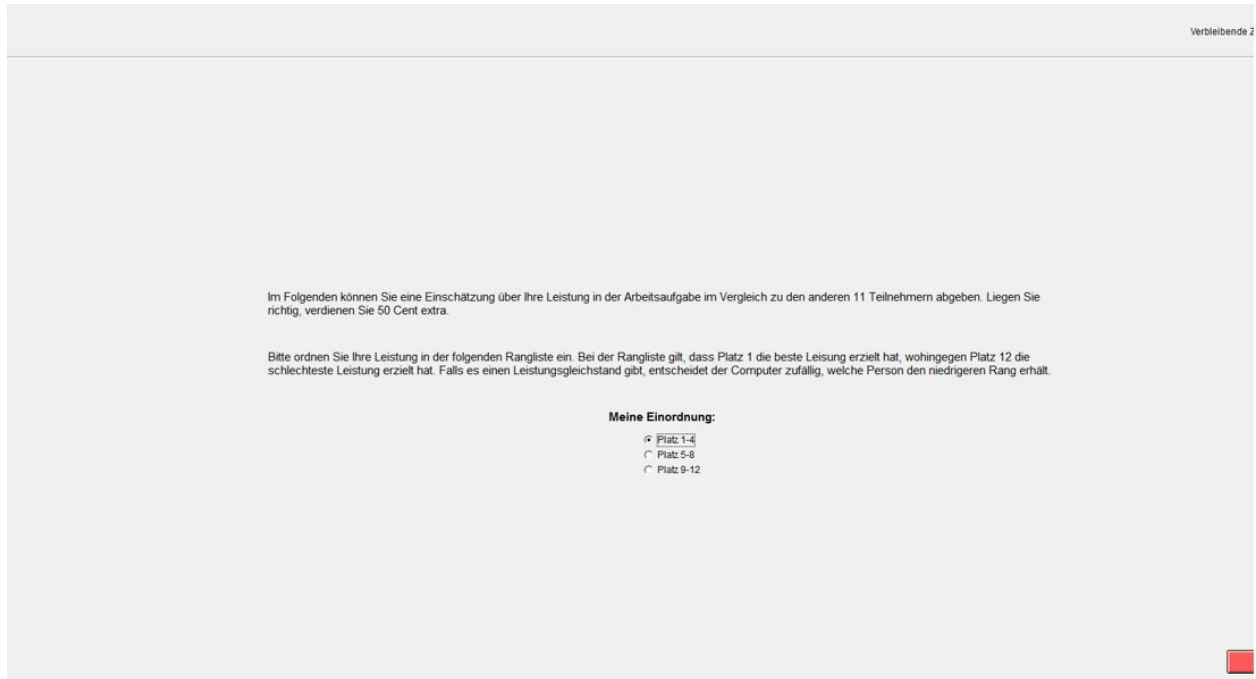 Verbleibende
Im Folgenden können Sie eine Einschätzung über Ihre Leistung in der Arbeitsaufgabe im Vergleich zu den anderen 11 Teilnehmern abgeben. Liegen Sie
richtig, verdienen Sie 50 Cent extra.
Bitte ordnen Sie Ihre Leistung in der folgenden Rangliste ein. Bei der Rangliste gilt, dass Platz 1 die beste Leisung erzielt hat, wohingegen Platz 12 die
schlechteste Leistung erzielt hat. Falls es einen Leistungsgleichstand gibt, entscheidet der Computer zufällig, welche Person den niedrigeren Rang erhält.
Meine Einordnung:
Platz 1-4
Platz 5-8
Platz 9-12